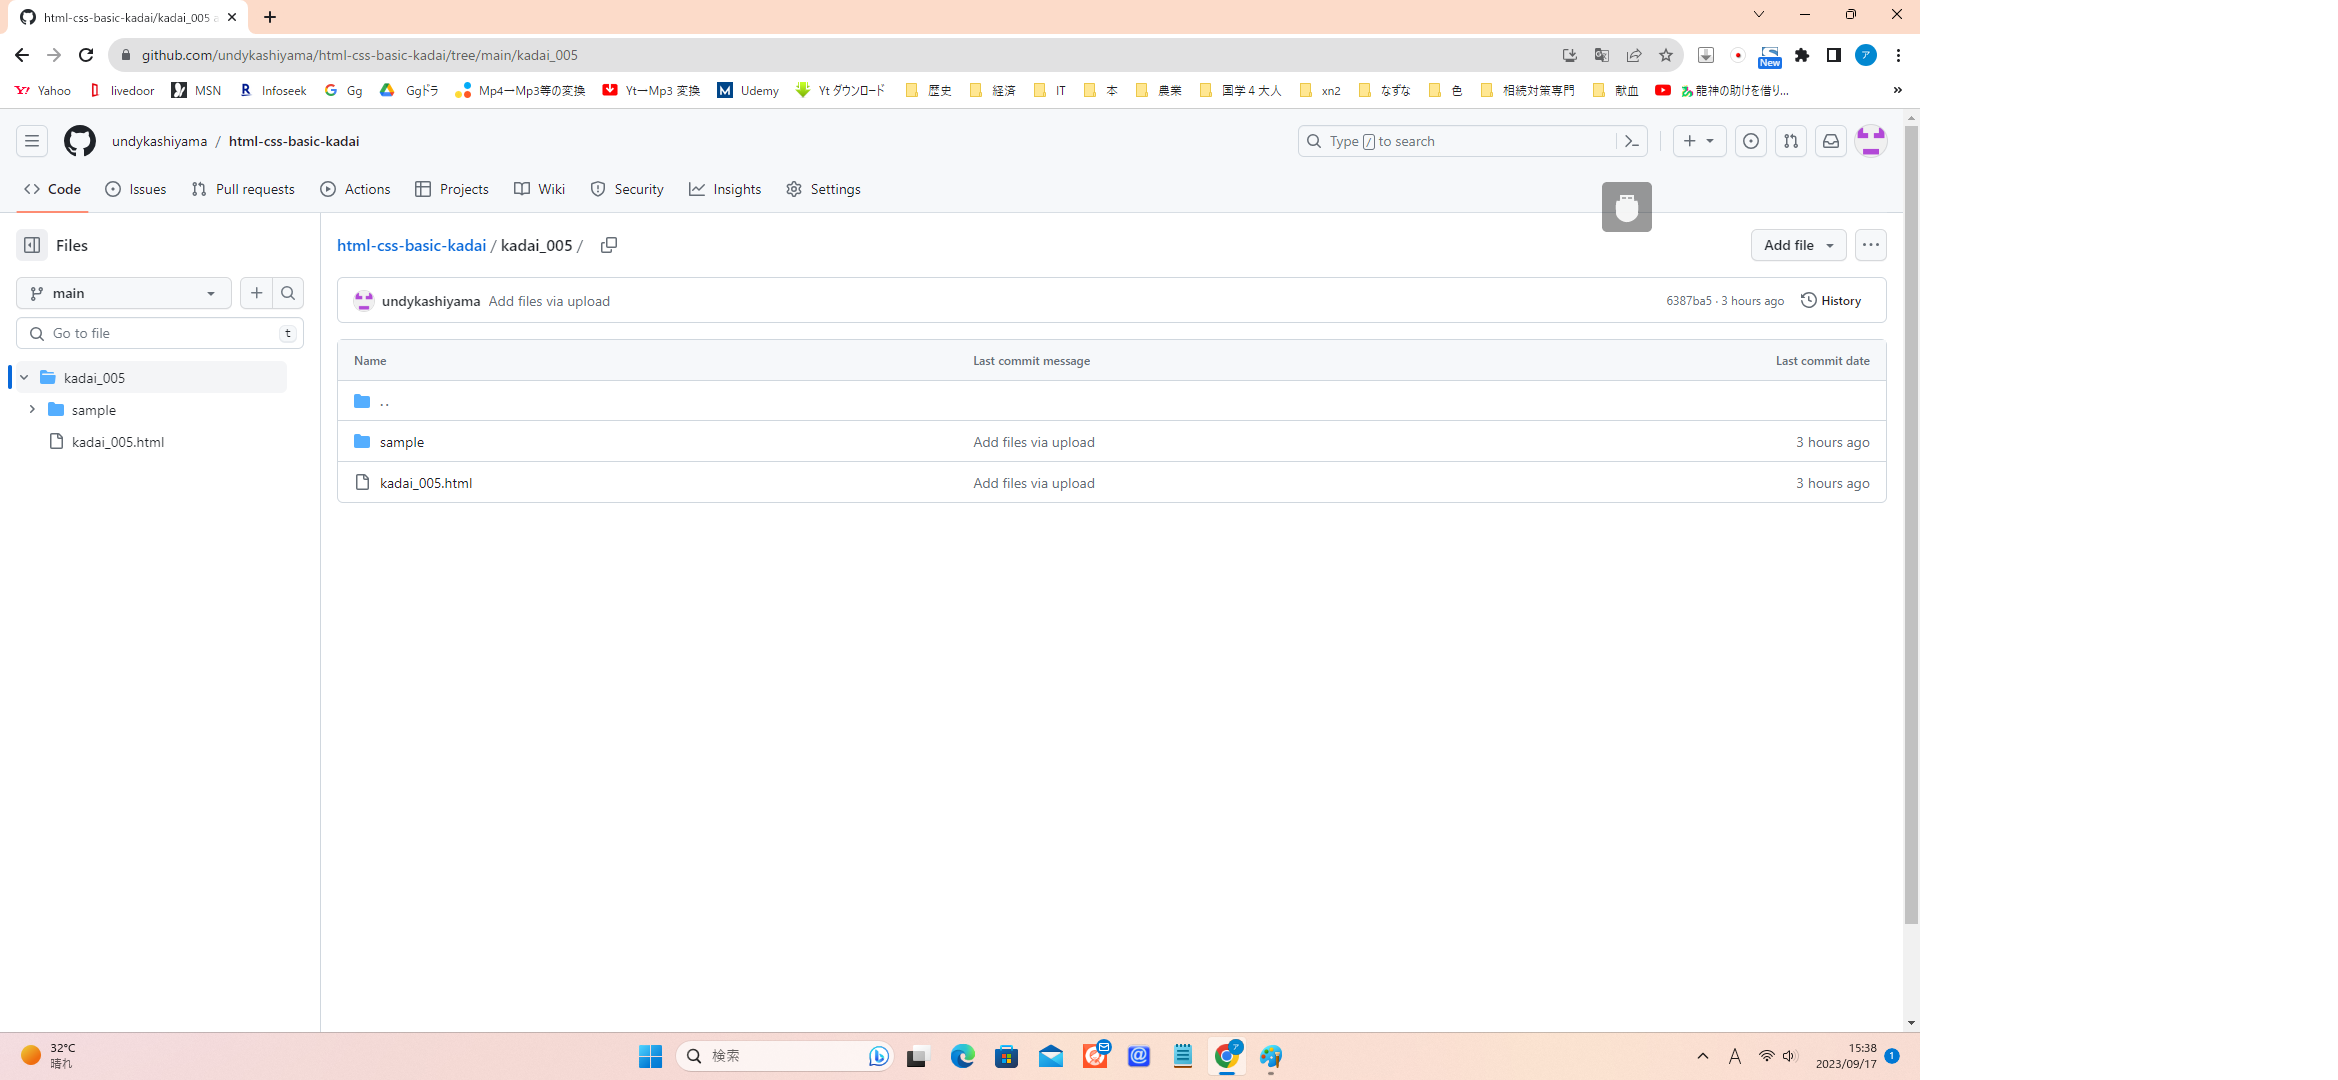 html-css-basic-kadai/kadai_005 a
github.com/undykashiyama/html-css-basic-kadai/tree/main/kadai_005
New
ア
Yahoo livedoor MSN Infoseek Gg Ggドラ Mp4ーMp3等の変換 YtーMp3 変換 Udemy Yt ダウンロード 歴史 経済 IT 本 農業 国学４大人 xn2 なずな 色 相続対策専門 献血 龍神の助けを借り... »
undykashiyama / html-css-basic-kadai
Type / to search
Code Issues Pull requests Actions Projects Wiki Security Insights Settings
Files
html-css-basic-kadai / kadai_005 /
Add file
main
undykashiyama Add files via upload
6387ba5 · 3 hours ago History
Go to file t
Name Last commit message Last commit date
kadai_005
..
sample
sample Add files via upload 3 hours ago
kadai_005.html
kadai_005.html Add files via upload 3 hours ago
32°C
晴れ
検索
ア
A
15:38
2023/09/17
1